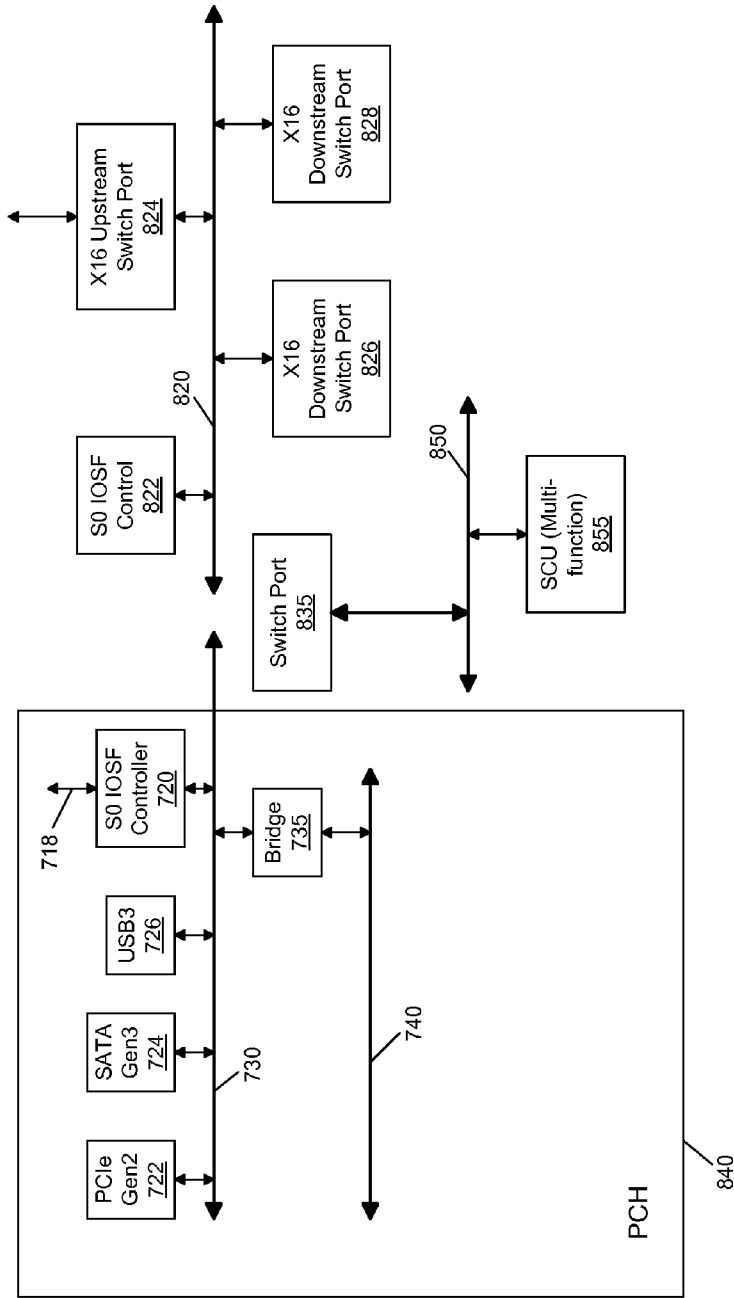 718
PCIe
Gen2
722
SATA
Gen3
724
USB3
726
S0 IOSF
Controller
720
730
Bridge
735
740
PCH
840
S0 IOSF
Control
822
820
X16 Upstream
Switch Port
824
X16
Downstream
Switch Port
826
X16
Downstream
Switch Port
828
Switch Port
835
850
SCU (Multi-
function)
855